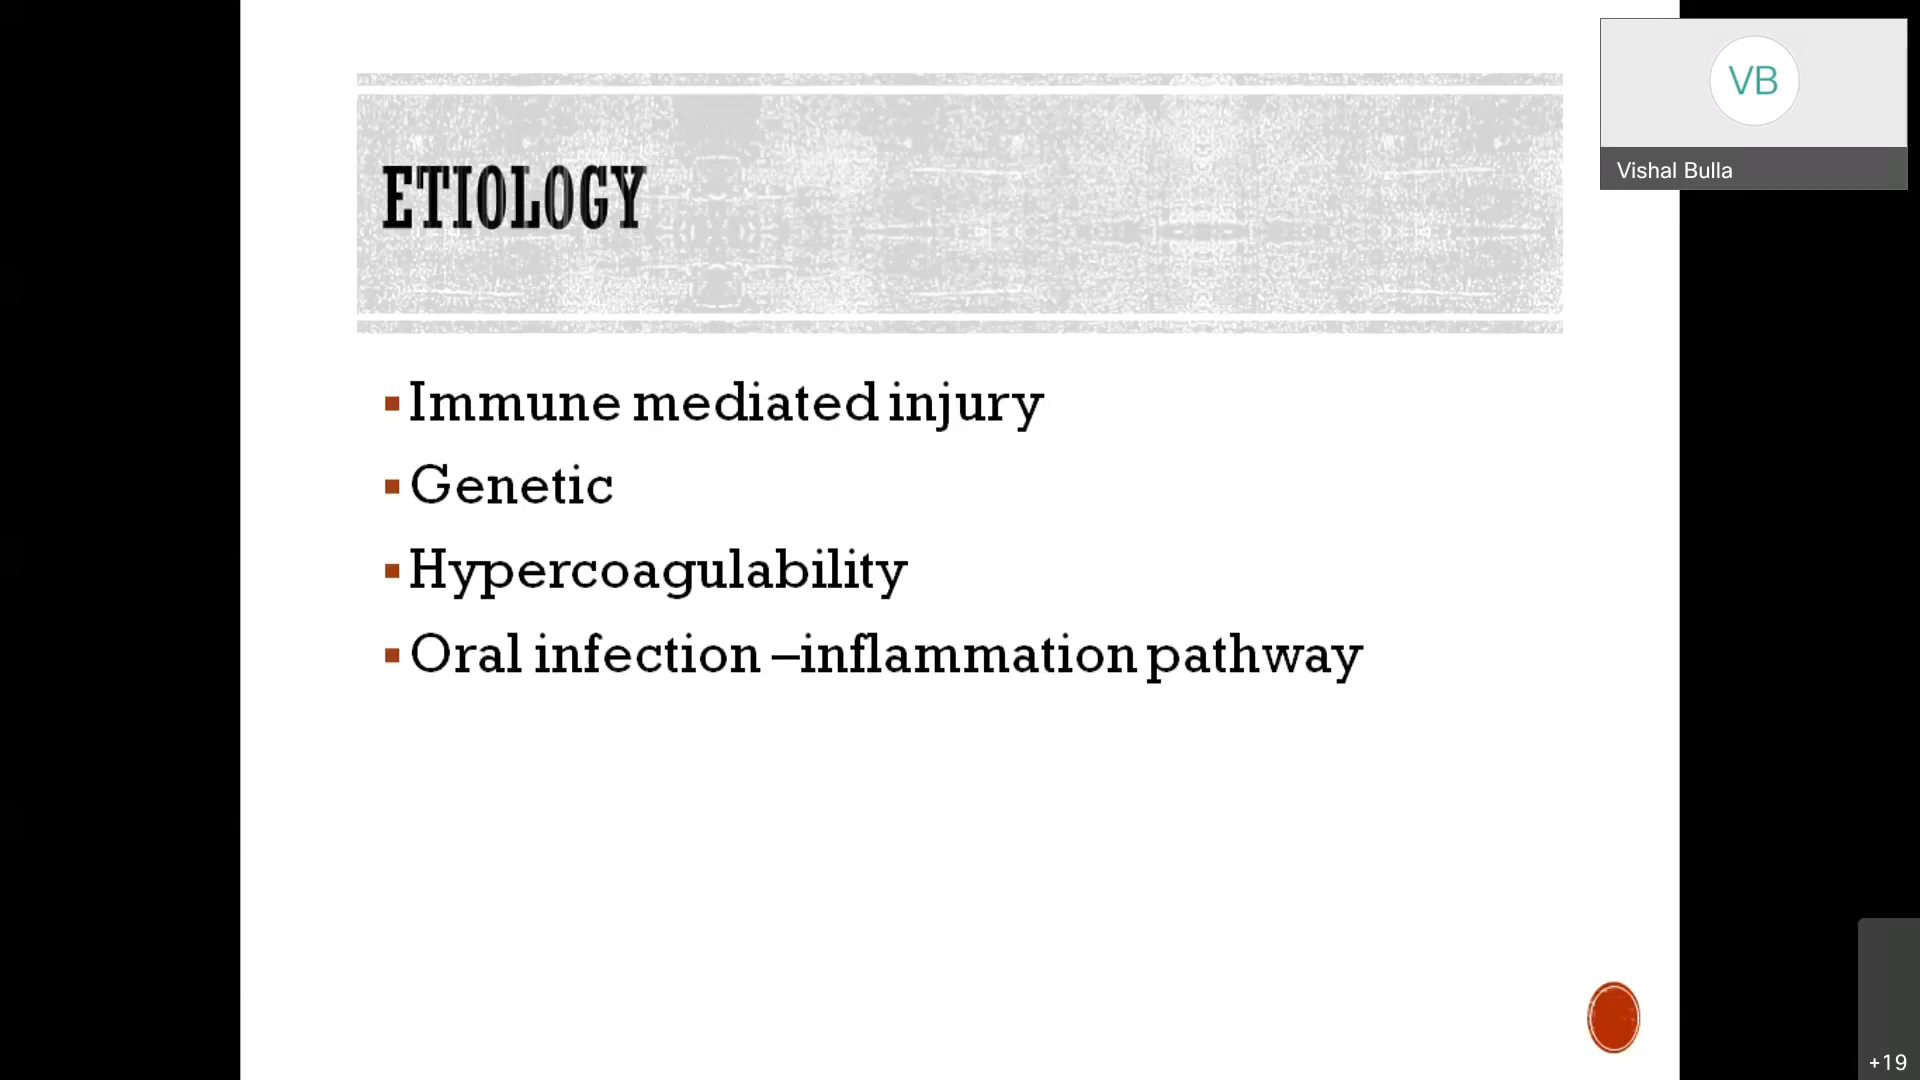 VB
Vishal Bulla
ETIOLOGY
Immune mediated injury
Genetic
Hypercoagulability
Oral infection –inflammation pathway
+19